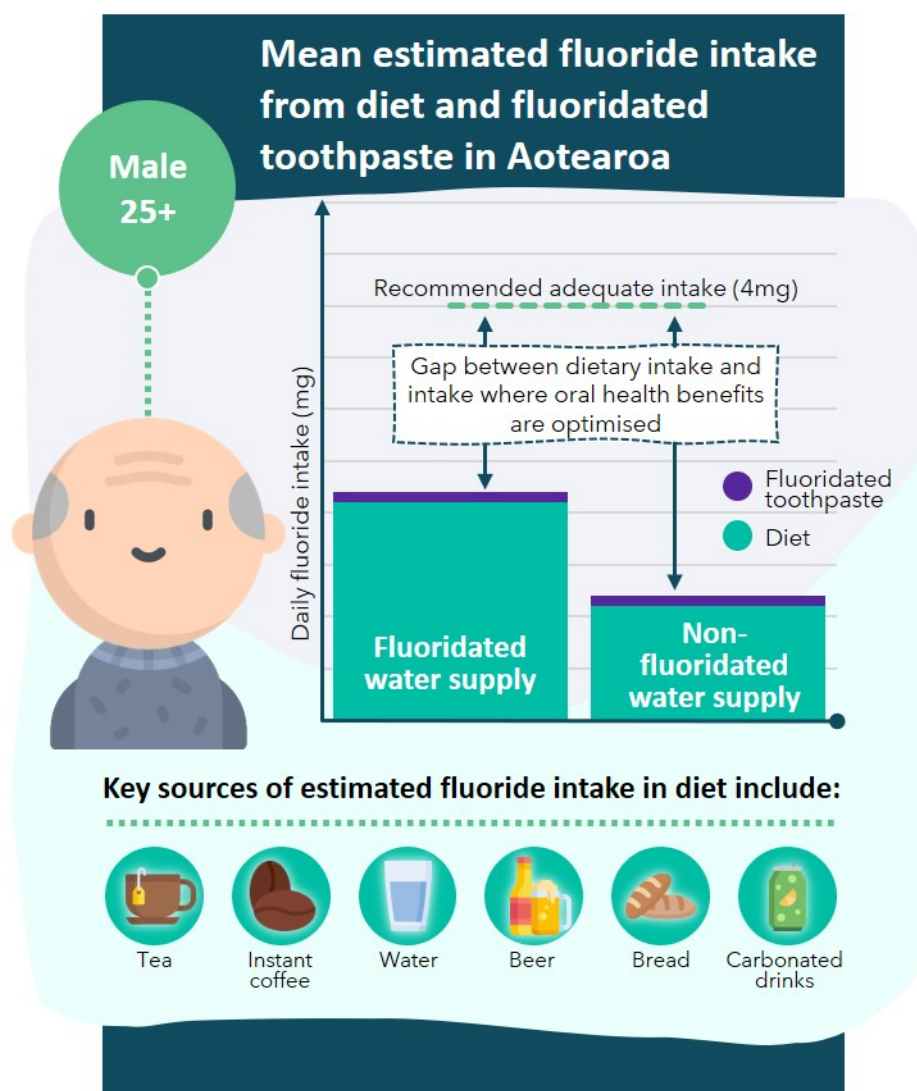 Mean estimated fluoride intake
from diet and fluoridated
toothpaste in Aotearoa
Male
25+
Recommended adequate intake (4mg)
Gap between dietary intake and
intake where oral health benefits
are optimised
Daily fluoride intake (mg)
Fluoridated
toothpaste
Diet
Fluoridated
water supply
Non-
fluoridated
water supply
Key sources of estimated fluoride intake in diet include:
Tea
Instant
coffee
Water
Beer
Bread
Carbonated
drinks